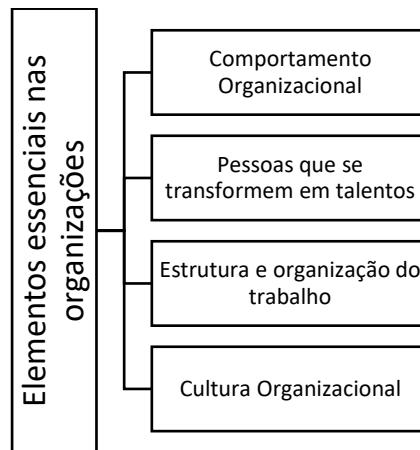 Elementos essenciais nas
organizações
Comportamento
Organizacional
Pessoas que se
transformem em talentos
Estrutura e organização do
trabalho
Cultura Organizacional